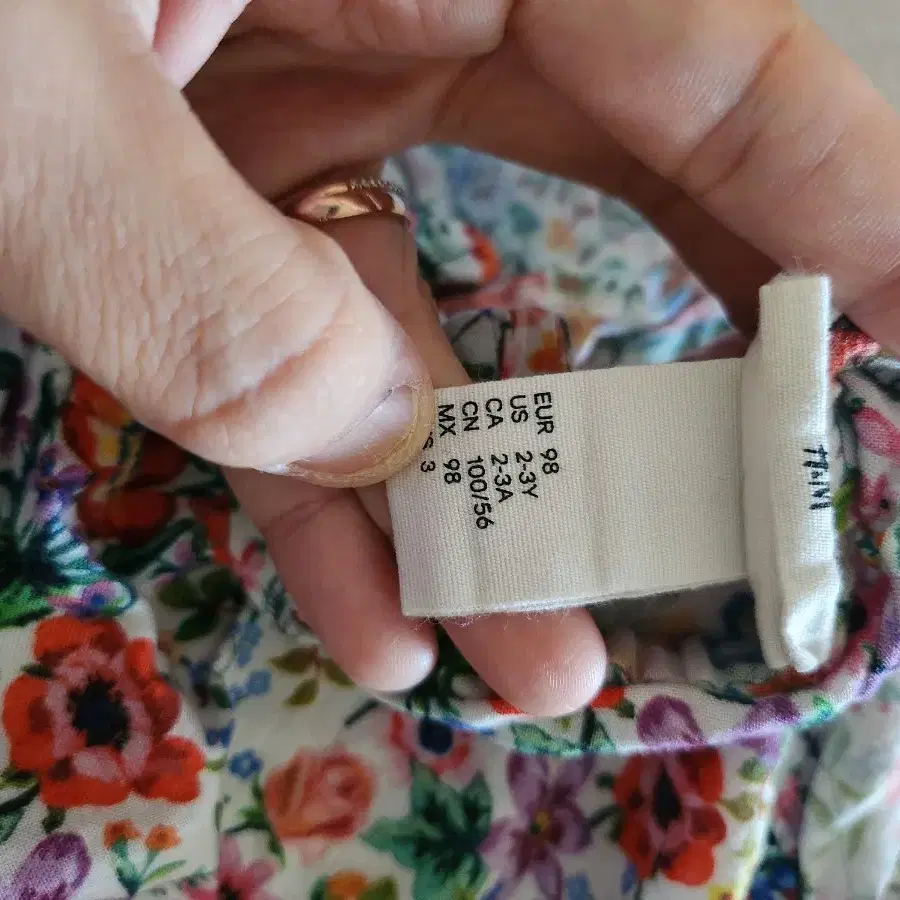 EUR 98
US 2-3Y
CA 2-3A
CN 100/56
MX 98
3